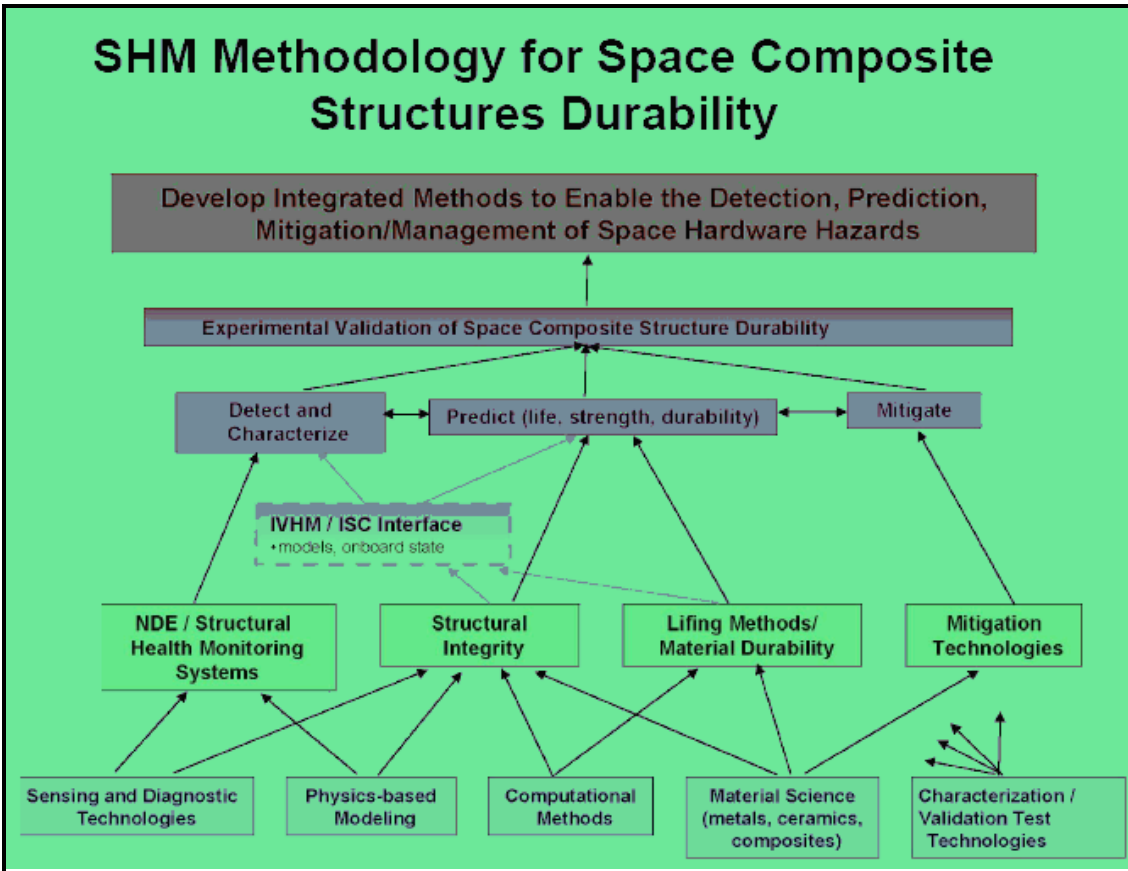 SHM Methodology for Space Composite
Structures Durability
Develop Integrated Methods to Enable the Detection, Prediction,
Mitigation/Management of Space Hardware Hazards
Experimental Validation of Space Composite Structure Durability
Detect and
Characterize
Predict (life, strength, durability)
Mitigate
IVHM / ISC Interface
•models, onboard state
NDE / Structural
Health Monitoring
Systems
Structural
Integrity
Lifing Methods/
Material Durability
Mitigation
Technologies
Sensing and Diagnostic
Technologies
Physics-based
Modeling
Computational
Methods
Material Science
(metals, ceramics,
composites)
Characterization /
Validation Test
Technologies